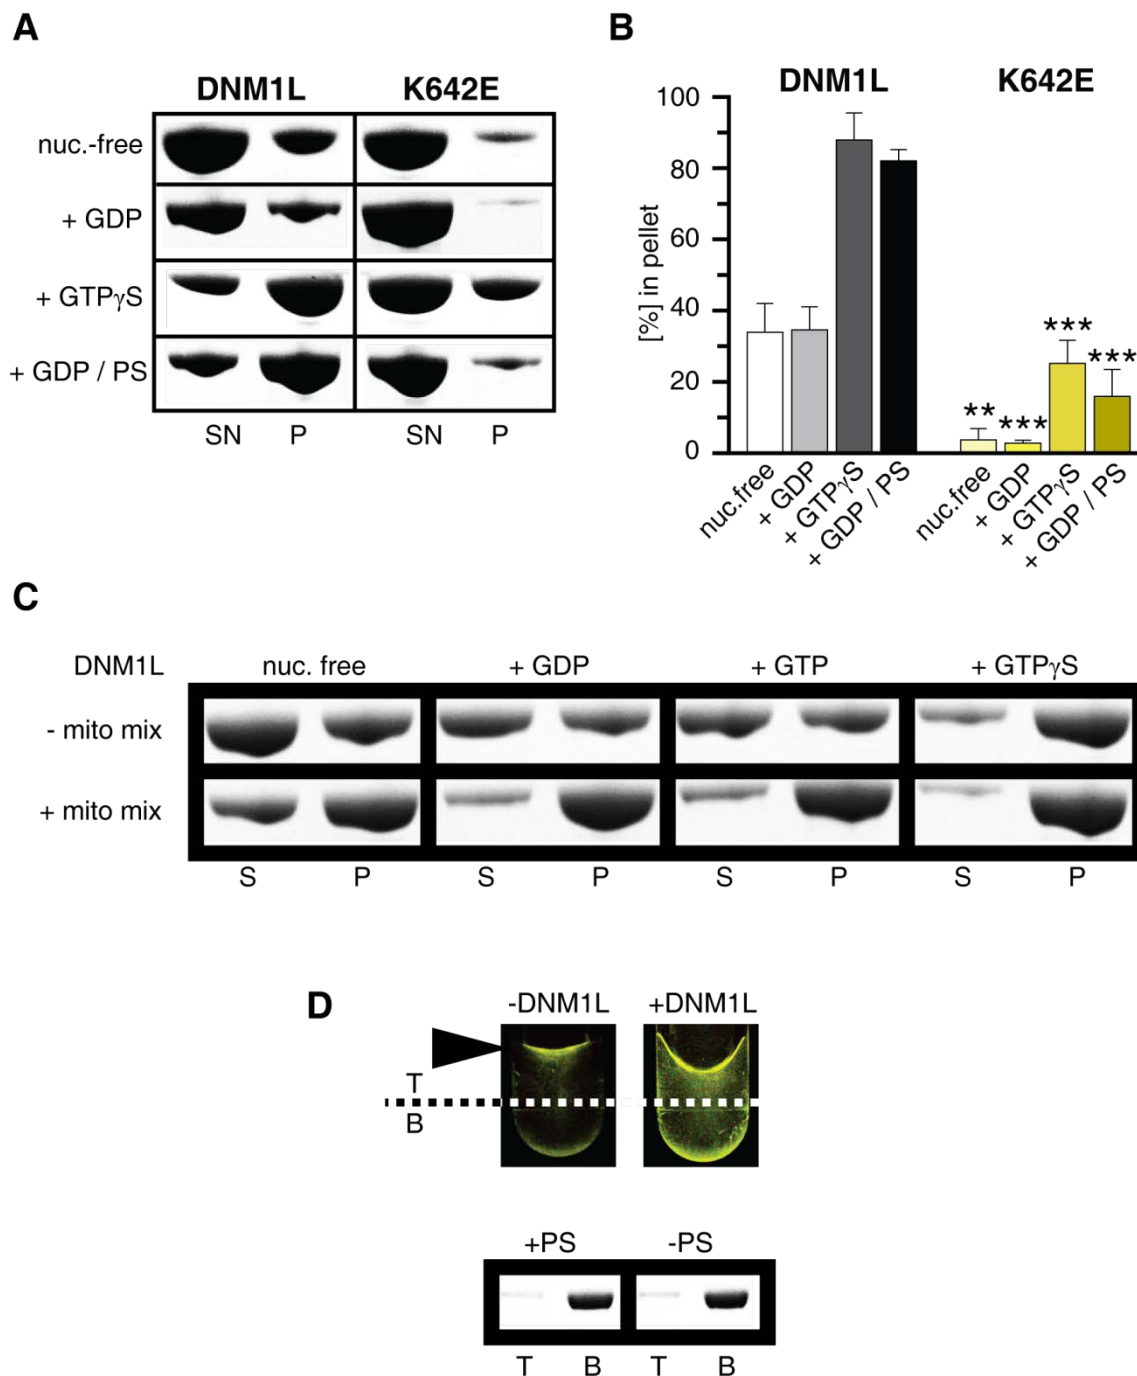 A
DNM1L K642E
nuc.-free
+ GDP
+ GTPγS
+ GDP / PS
SN P SN P
B
DNM1L K642E
[%] in pellet
100
80
60
40
20
0
** *** *** ***
nuc.free + GDP + GTPγS + GDP / PS nuc.free + GDP + GTPγS + GDP / PS
C
DNM1L nuc. free + GDP + GTP + GTPγS
- mito mix
+ mito mix
S P S P S P S P
D
-DNM1L +DNM1L
T
B
+PS -PS
T B T B